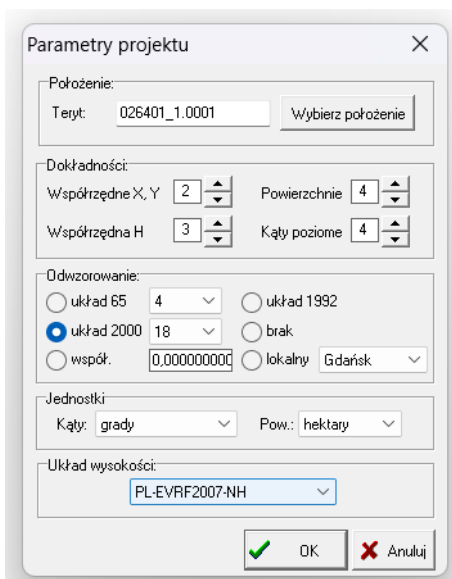 Parametry projektu
Położenie:
Teryt: 026401_1.0001 Wybierz położenie
Dokładności:
Współrzędne X, Y 2 Powierzchnie 4
Współrzędna H 3 Kąty poziome 4
Odwzorowanie:
układ 65 4 układ 1992
układ 2000 18 brak
współ. 0,000000000 lokalny Gdańsk
Jednostki
Kąty: grady Pow.: hektary
Układ wysokości:
PL-EVRF2007-NH
OK Anuluj